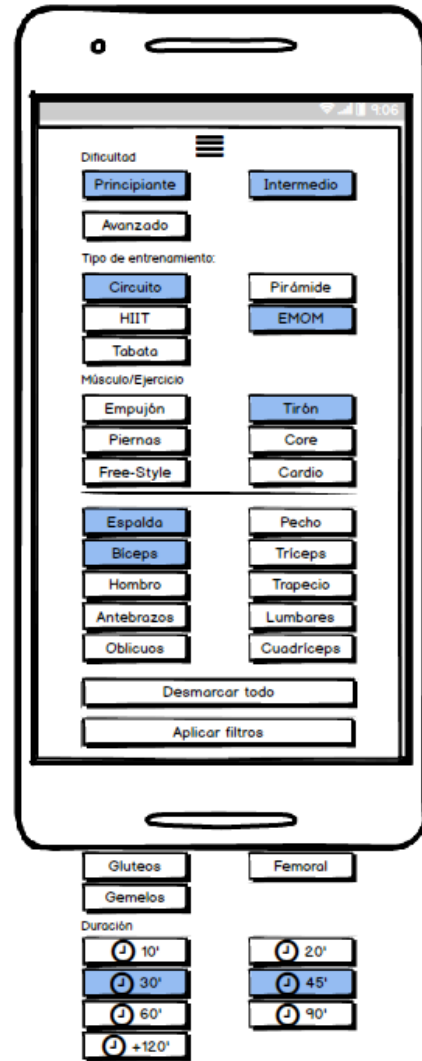 9:06
Dificultad
Principiante Intermedio
Avanzado
Tipo de entrenamiento:
Circuito Pirámide
HIIT EMOM
Tabata
Músculo/Ejercicio
Empujón Tirón
Piernas Core
Free-Style Cardio
Espalda Pecho
Bíceps Tríceps
Hombro Trapecio
Antebrazos Lumbares
Oblicuos Cuadríceps
Desmarcar todo
Aplicar filtros
Gluteos Femoral
Gemelos
Duración
10' 20'
30' 45'
60' 90'
+120'